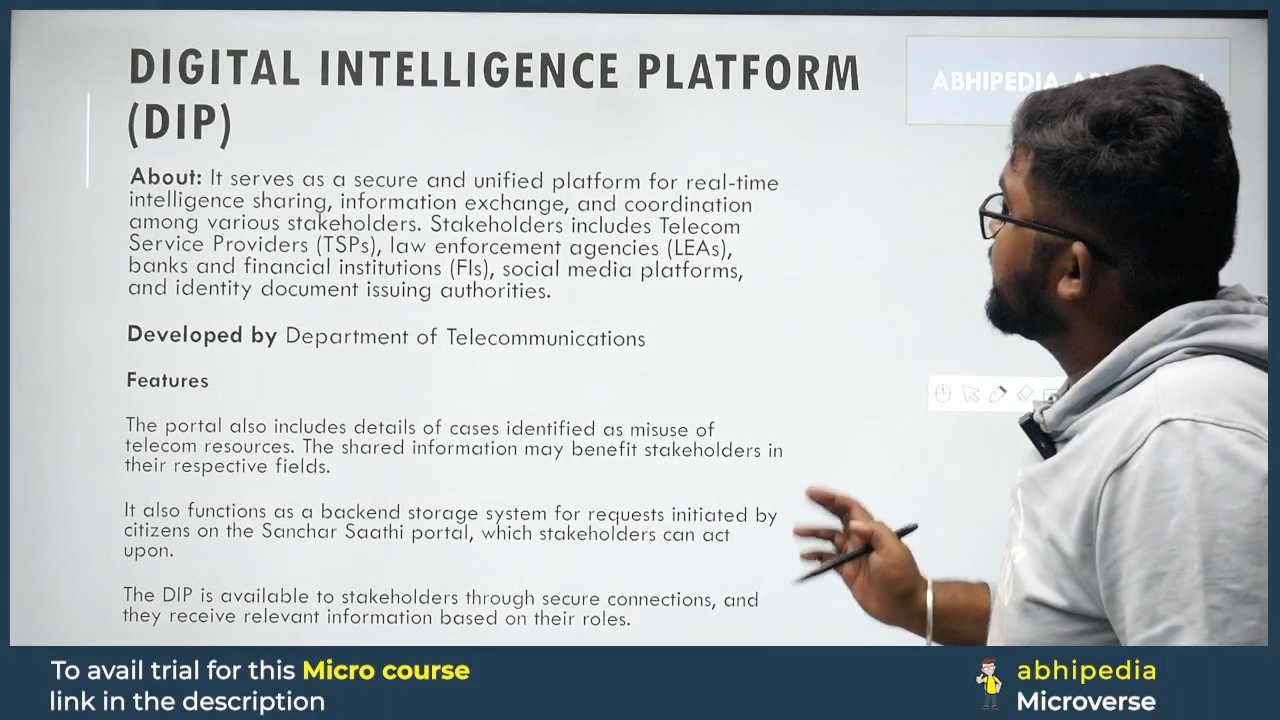 DIGITAL INTELLIGENCE PLATFORM
(DIP)
ABHIPEDIA
About: It serves as a secure and unified platform for real-time
intelligence sharing, information exchange, and coordination
among various stakeholders. Stakeholders includes Telecom
Service Providers (TSPs), law enforcement agencies (LEAs),
banks and financial institutions (FIs), social media platforms,
and identity document issuing authorities.
Developed by Department of Telecommunications
Features
The portal also includes details of cases identified as misuse of
telecom resources. The shared information may benefit stakeholders in
their respective fields.
It also functions as a backend storage system for requests initiated by
citizens on the Sanchar Saathi portal, which stakeholders can act
upon.
The DIP is available to stakeholders through secure connections, and
they receive relevant information based on their roles.
To avail trial for this Micro course
link in the description
abhipedia
Microverse